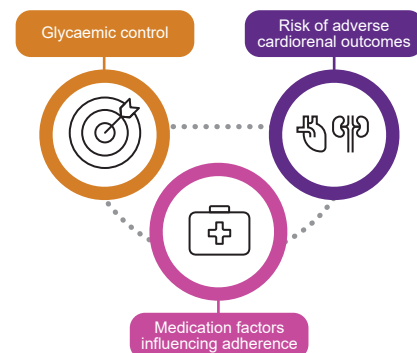 Glycaemic control
Risk of adverse
cardiorenal outcomes
Medication factors
influencing adherence